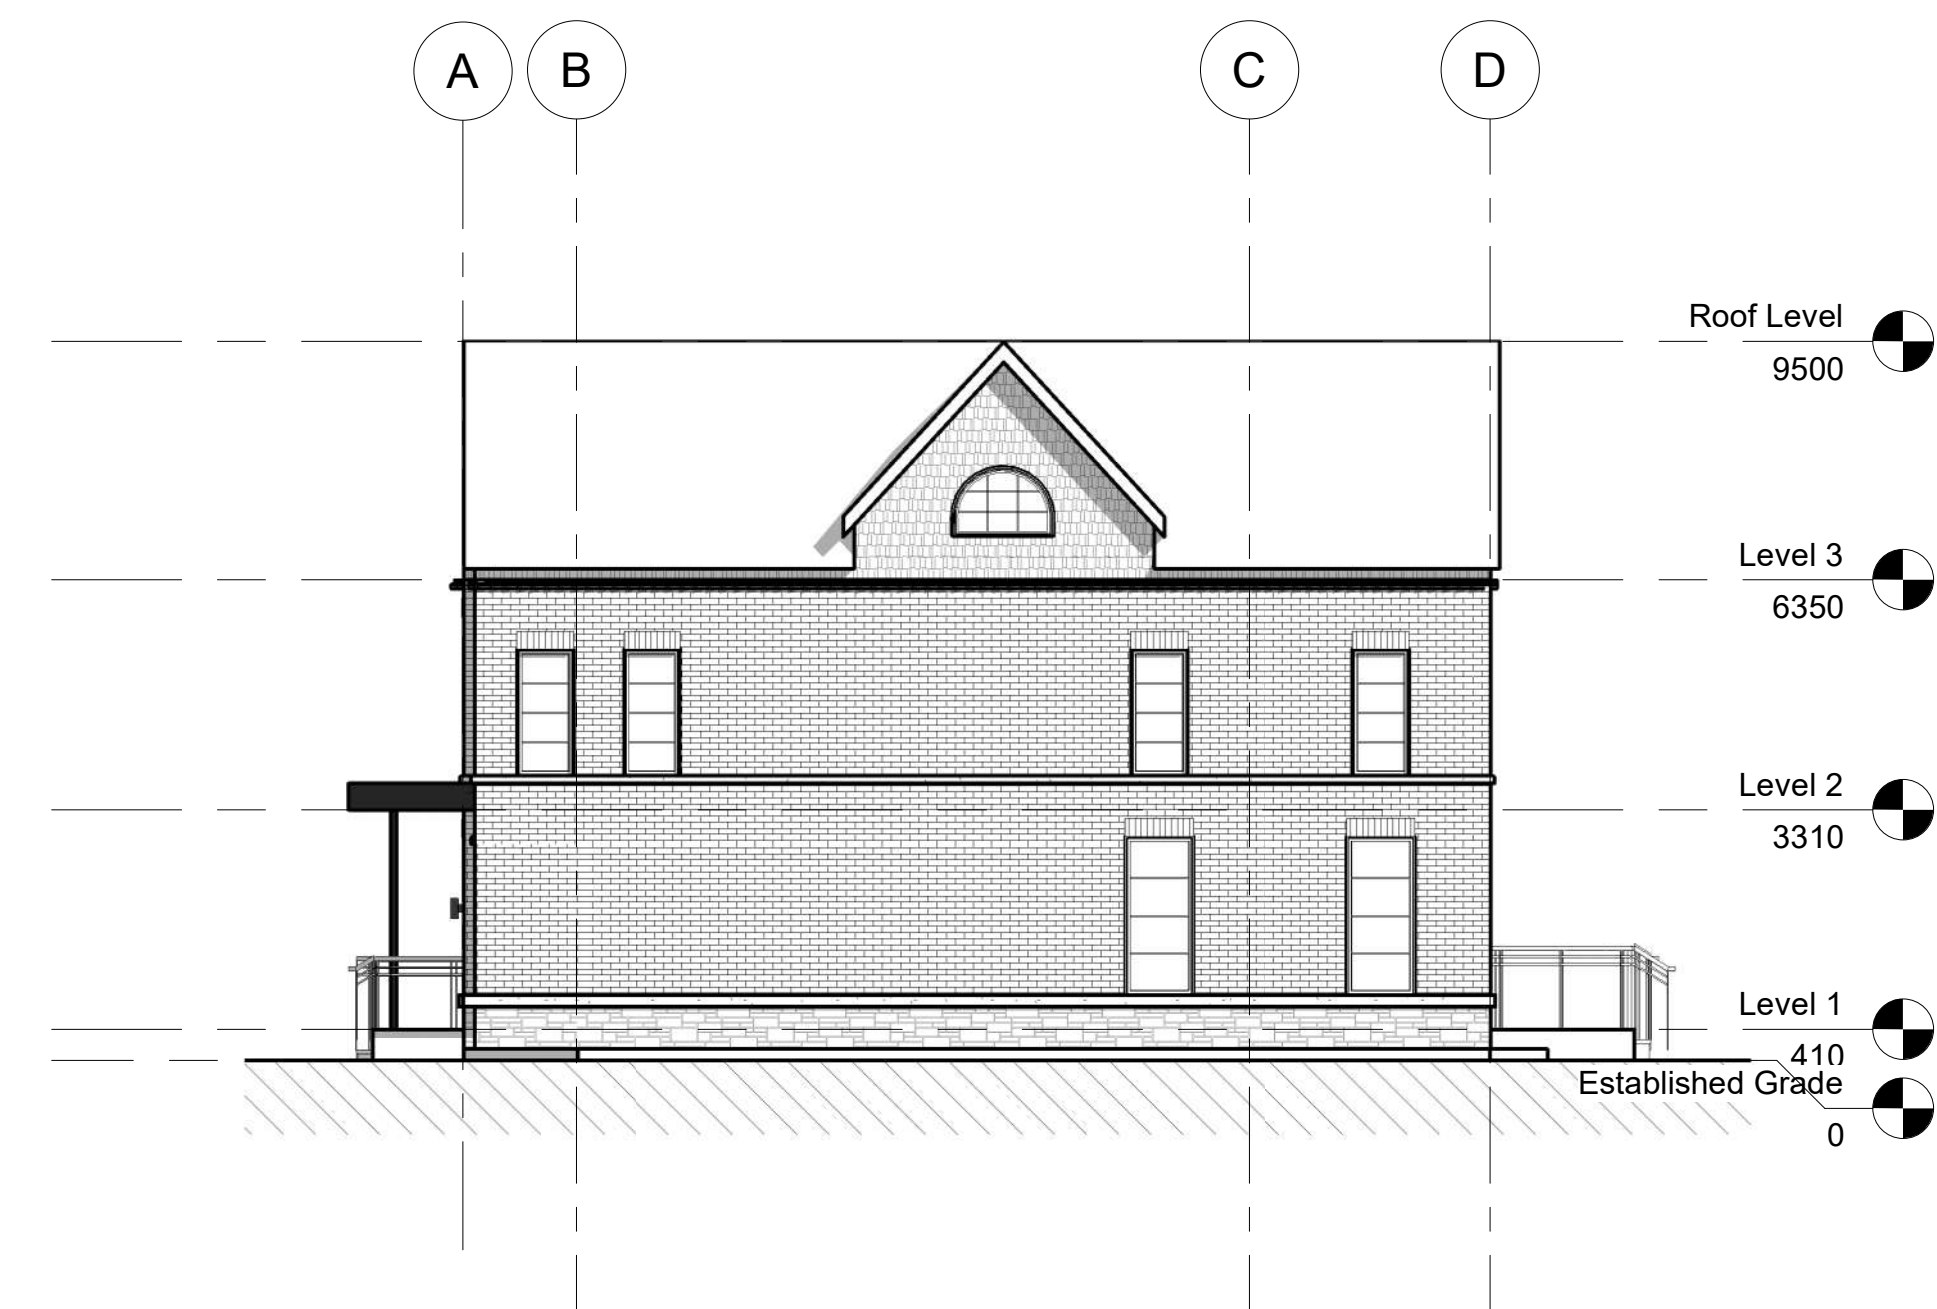 A B C D
Roof Level
9500
Level 3
6350
Level 2
3310
Level 1
410
Established Grade
0